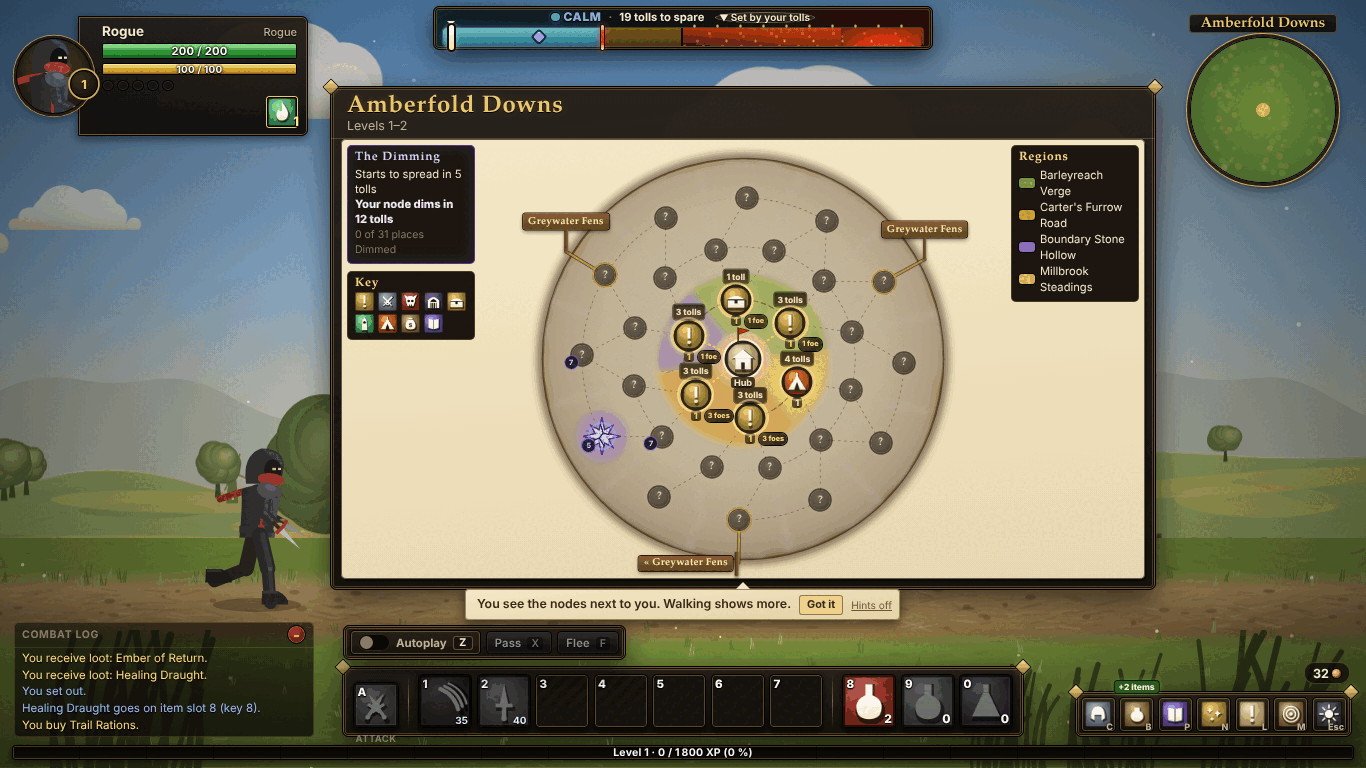 Rogue
Rogue
200 / 200
100 / 100
1
1
CALM · 19 tolls to spare ▼ Set by your tolls
Amberfold Downs
Amberfold Downs
Levels 1–2
The Dimming
Starts to spread in 5
tolls
Your node dims in
12 tolls
0 of 31 places
Dimmed
Key
Regions
Barleyreach
Verge
Carter's Furrow
Road
Boundary Stone
Hollow
Millbrook
Steadings
Greywater Fens
Greywater Fens
1 toll
1
1 foe
3 tolls
1
1 foe
3 tolls
1
1 foe
4 tolls
1
Hub
3 tolls
1
3 foes
3 tolls
1
3 foes
7
5
7
« Greywater Fens
You see the nodes next to you. Walking shows more. Got it Hints off
COMBAT LOG
You receive loot: Ember of Return.
You receive loot: Healing Draught.
You set out.
Healing Draught goes on item slot 8 (key 8).
You buy Trail Rations.
Autoplay Z Pass X Flee F
A
ATTACK
1
35
2
40
3
4
5
6
7
8
2
9
0
0
0
32
+2 items
C
B
P
N
L
M
Esc
Level 1 · 0 / 1800 XP (0 %)